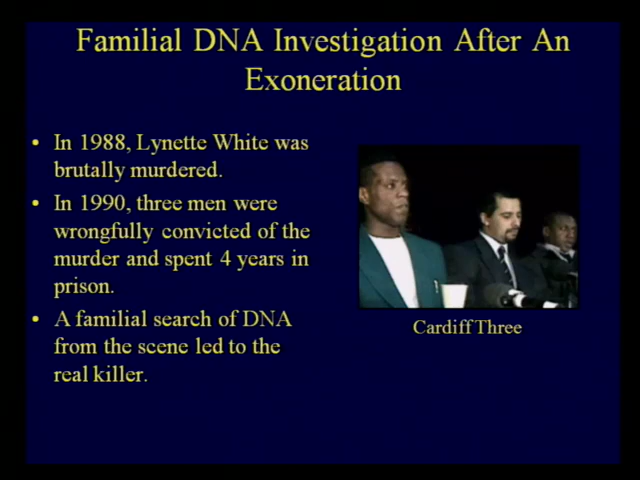 Familial DNA Investigation After An
Exoneration
• In 1988, Lynette White was
brutally murdered.
• In 1990, three men were
wrongfully convicted of the
murder and spent 4 years in
prison.
• A familial search of DNA
from the scene led to the
real killer.
Cardiff Three